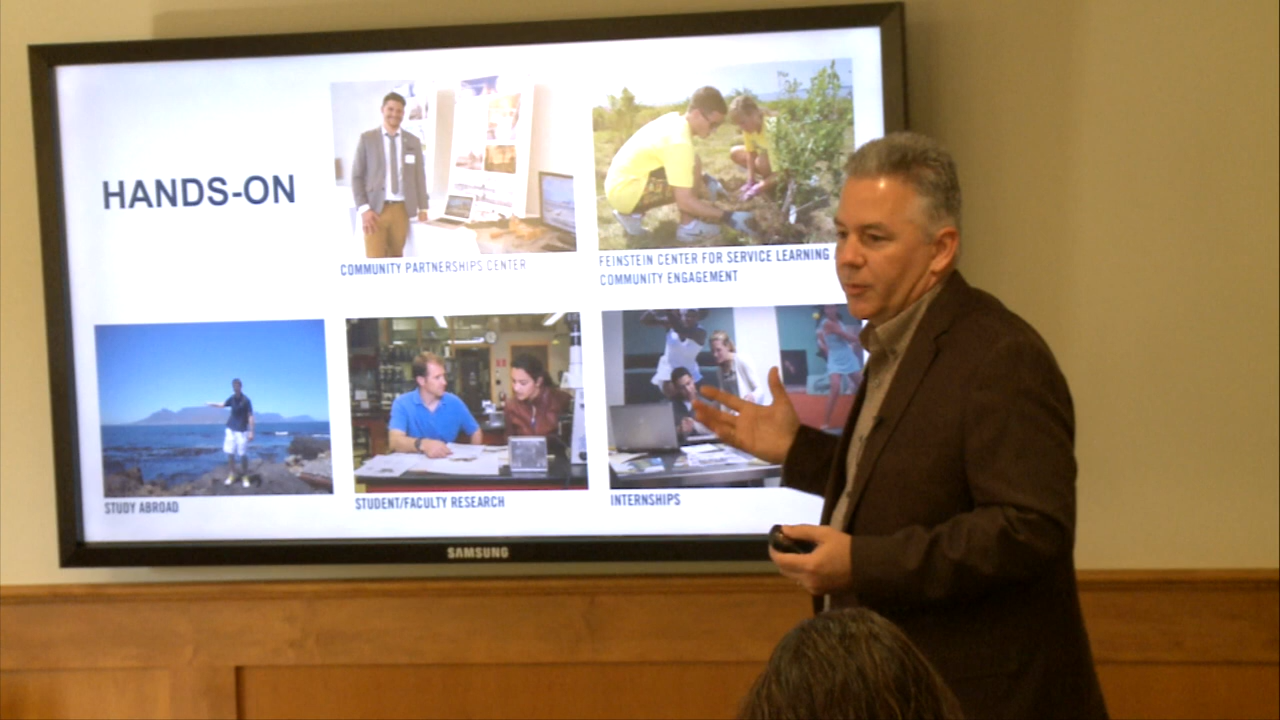 HANDS-ON
COMMUNITY PARTNERSHIPS CENTER
FEINSTEIN CENTER FOR SERVICE LEARNING
COMMUNITY ENGAGEMENT
STUDY ABROAD
STUDENT/FACULTY RESEARCH
INTERNSHIPS
SAMSUNG